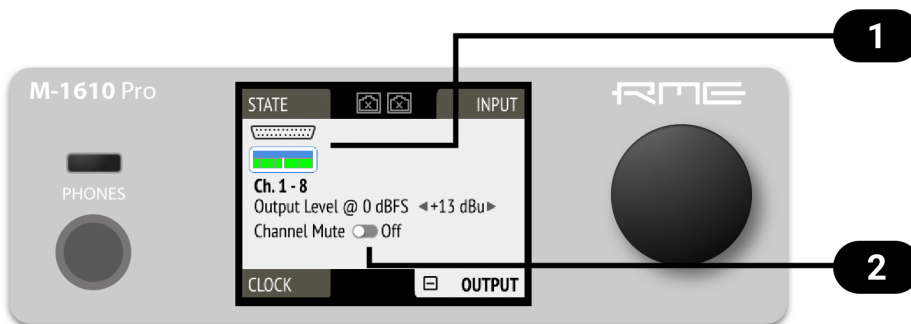 1
M-1610 Pro
RME
STATE INPUT
PHONES
Ch. 1 - 8
Output Level @ 0 dBFS +13 dBu
Channel Mute Off
CLOCK OUTPUT
2